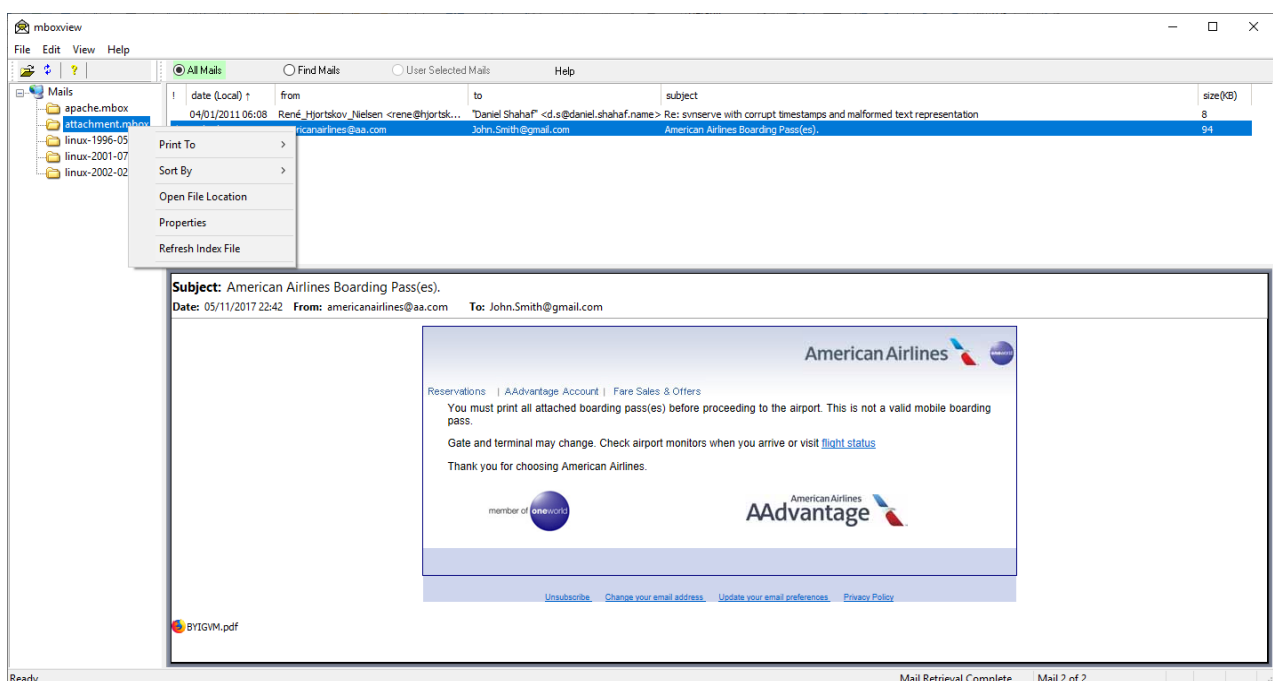 mboxview
File Edit View Help
? All Mails Find Mails User Selected Mails Help
Mails
apache.mbox
attachment.mbox
linux-1996-05
linux-2001-07
linux-2002-02
! date (Local) ↑ from to subject size(KB)
04/01/2011 06:08 René_Hjortskov_Nielsen <rene@hjortsk... "Daniel Shahaf" <d.s@daniel.shahaf.name> Re: svnserve with corrupt timestamps and malformed text representation 8
ricanairlines@aa.com John.Smith@gmail.com American Airlines Boarding Pass(es). 94
Print To >
Sort By >
Open File Location
Properties
Refresh Index File
Subject: American Airlines Boarding Pass(es).
Date: 05/11/2017 22:42 From: americanairlines@aa.com To: John.Smith@gmail.com
American Airlines oneworld
Reservations | AAdvantage Account | Fare Sales & Offers
You must print all attached boarding pass(es) before proceeding to the airport. This is not a valid mobile boarding
pass.
Gate and terminal may change. Check airport monitors when you arrive or visit flight status
Thank you for choosing American Airlines.
member of oneworld
American Airlines
AAdvantage
Unsubscribe Change your email address Update your email preferences Privacy Policy
BYIGVM.pdf
Ready Mail Retrieval Complete Mail 2 of 2